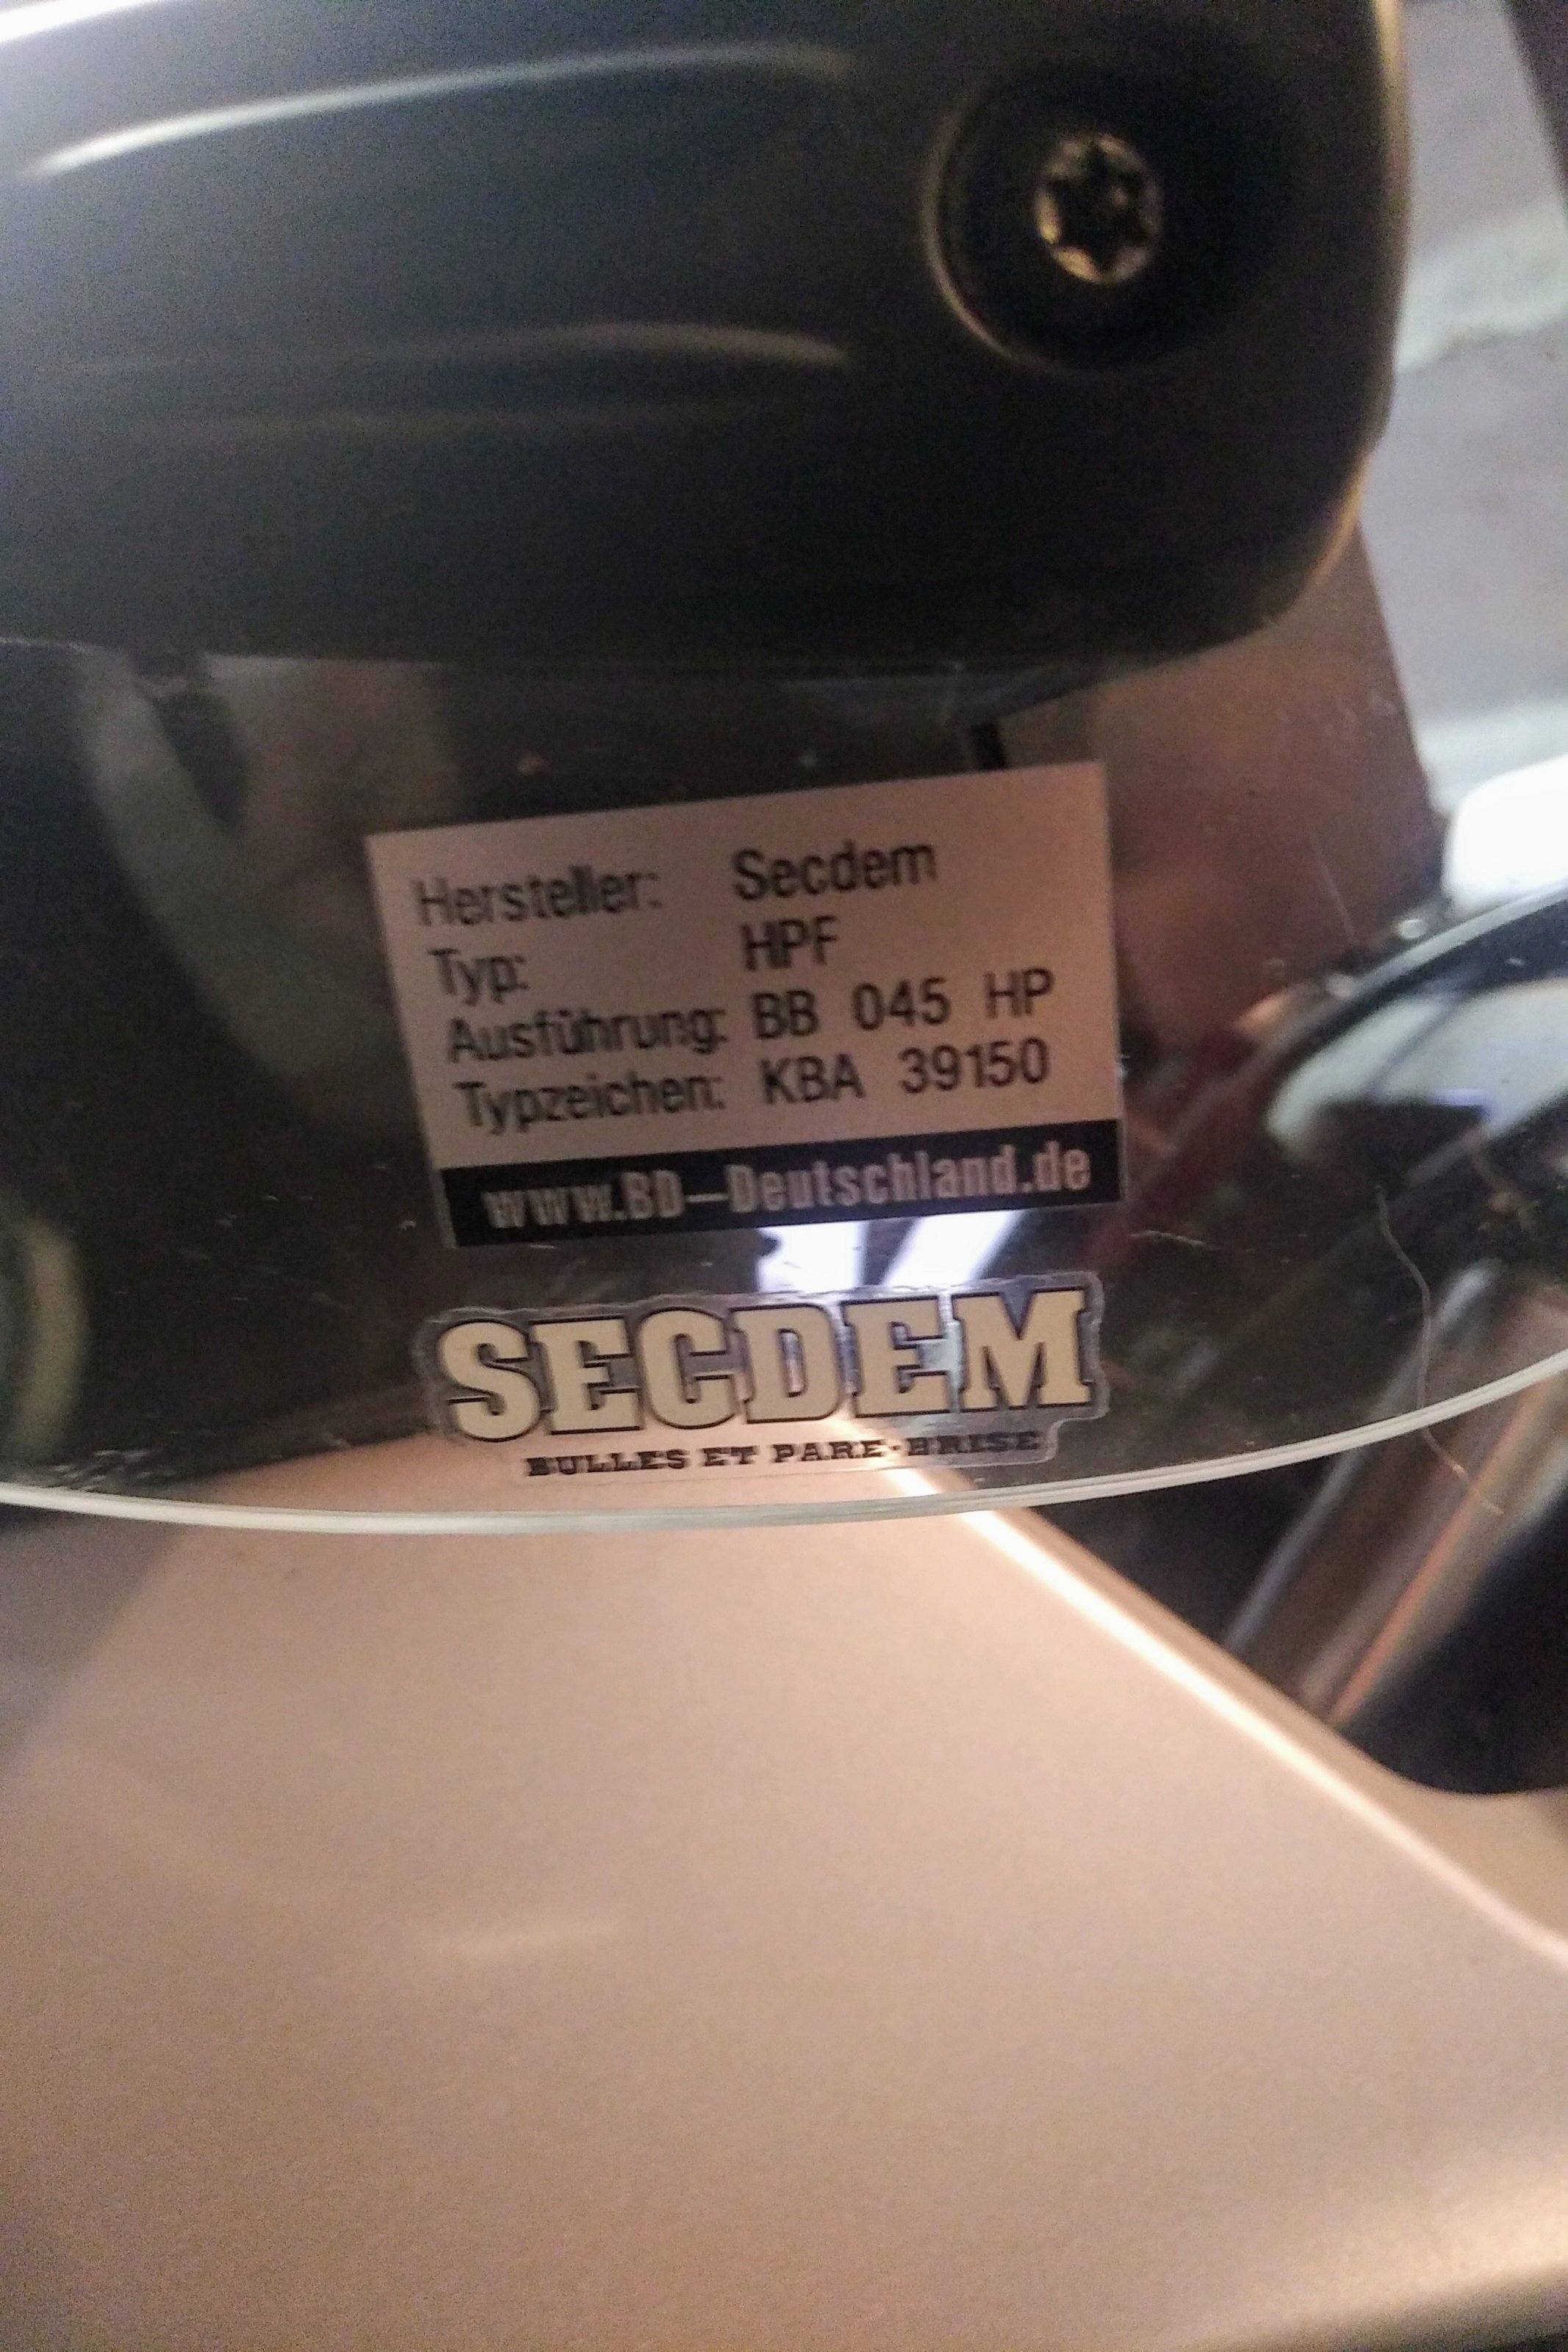 Hersteller: Secdem
Typ: HPF
Ausführung: BB 045 HP
Typzeichen: KBA 39150
www.BD-Deutschland.de
SECDEM
BULLES ET PARE-BRISE